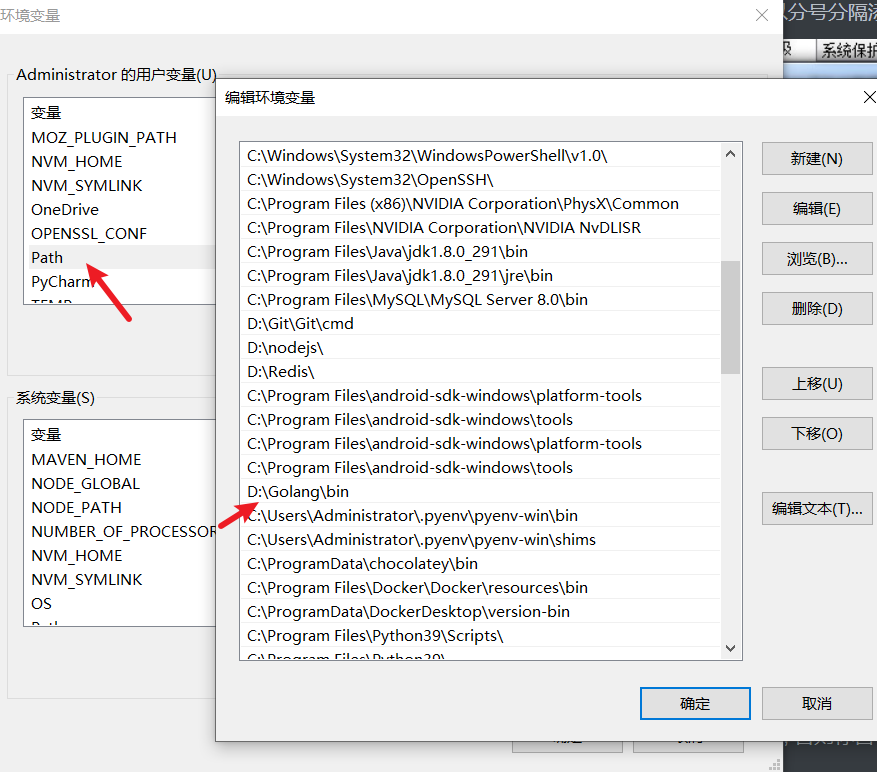 环境变量
分号分隔
系统保护
Administrator 的用户变量(U)
变量
MOZ_PLUGIN_PATH
NVM_HOME
NVM_SYMLINK
OneDrive
OPENSSL_CONF
Path
PyCharm
TEMP
系统变量(S)
变量
MAVEN_HOME
NODE_GLOBAL
NODE_PATH
NUMBER_OF_PROCESSOR
NVM_HOME
NVM_SYMLINK
OS
Path
编辑环境变量
C:\Windows\System32\WindowsPowerShell\v1.0\
C:\Windows\System32\OpenSSH\
C:\Program Files (x86)\NVIDIA Corporation\PhysX\Common
C:\Program Files\NVIDIA Corporation\NVIDIA NvDLISR
C:\Program Files\Java\jdk1.8.0_291\bin
C:\Program Files\Java\jdk1.8.0_291\jre\bin
C:\Program Files\MySQL\MySQL Server 8.0\bin
D:\Git\Git\cmd
D:\nodejs\
D:\Redis\
C:\Program Files\android-sdk-windows\platform-tools
C:\Program Files\android-sdk-windows\tools
C:\Program Files\android-sdk-windows\platform-tools
C:\Program Files\android-sdk-windows\tools
D:\Golang\bin
C:\Users\Administrator\.pyenv\pyenv-win\bin
C:\Users\Administrator\.pyenv\pyenv-win\shims
C:\ProgramData\chocolatey\bin
C:\Program Files\Docker\Docker\resources\bin
C:\ProgramData\DockerDesktop\version-bin
C:\Program Files\Python39\Scripts\
C:\Program Files\Python39\
新建(N)
编辑(E)
浏览(B)...
删除(D)
上移(U)
下移(O)
编辑文本(T)...
确定
取消